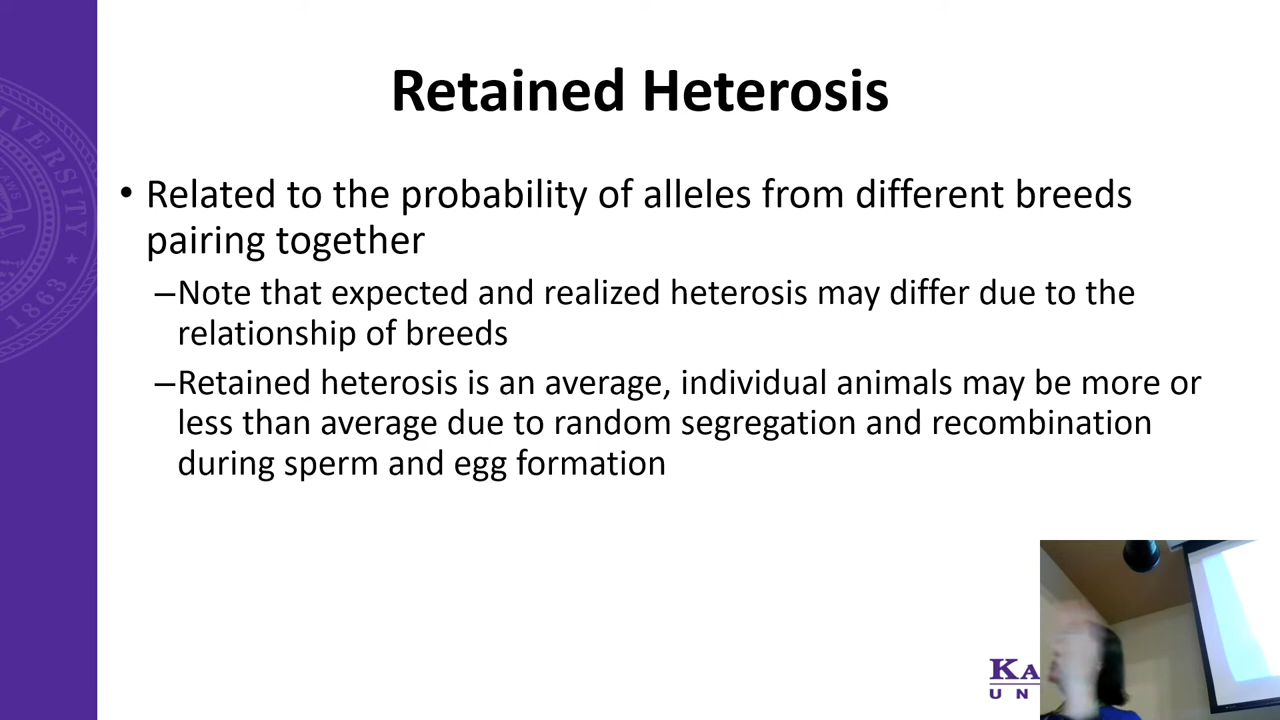 Retained Heterosis
• Related to the probability of alleles from different breeds
pairing together
–Note that expected and realized heterosis may differ due to the
relationship of breeds
–Retained heterosis is an average, individual animals may be more or
less than average due to random segregation and recombination
during sperm and egg formation
1863
KA
UN